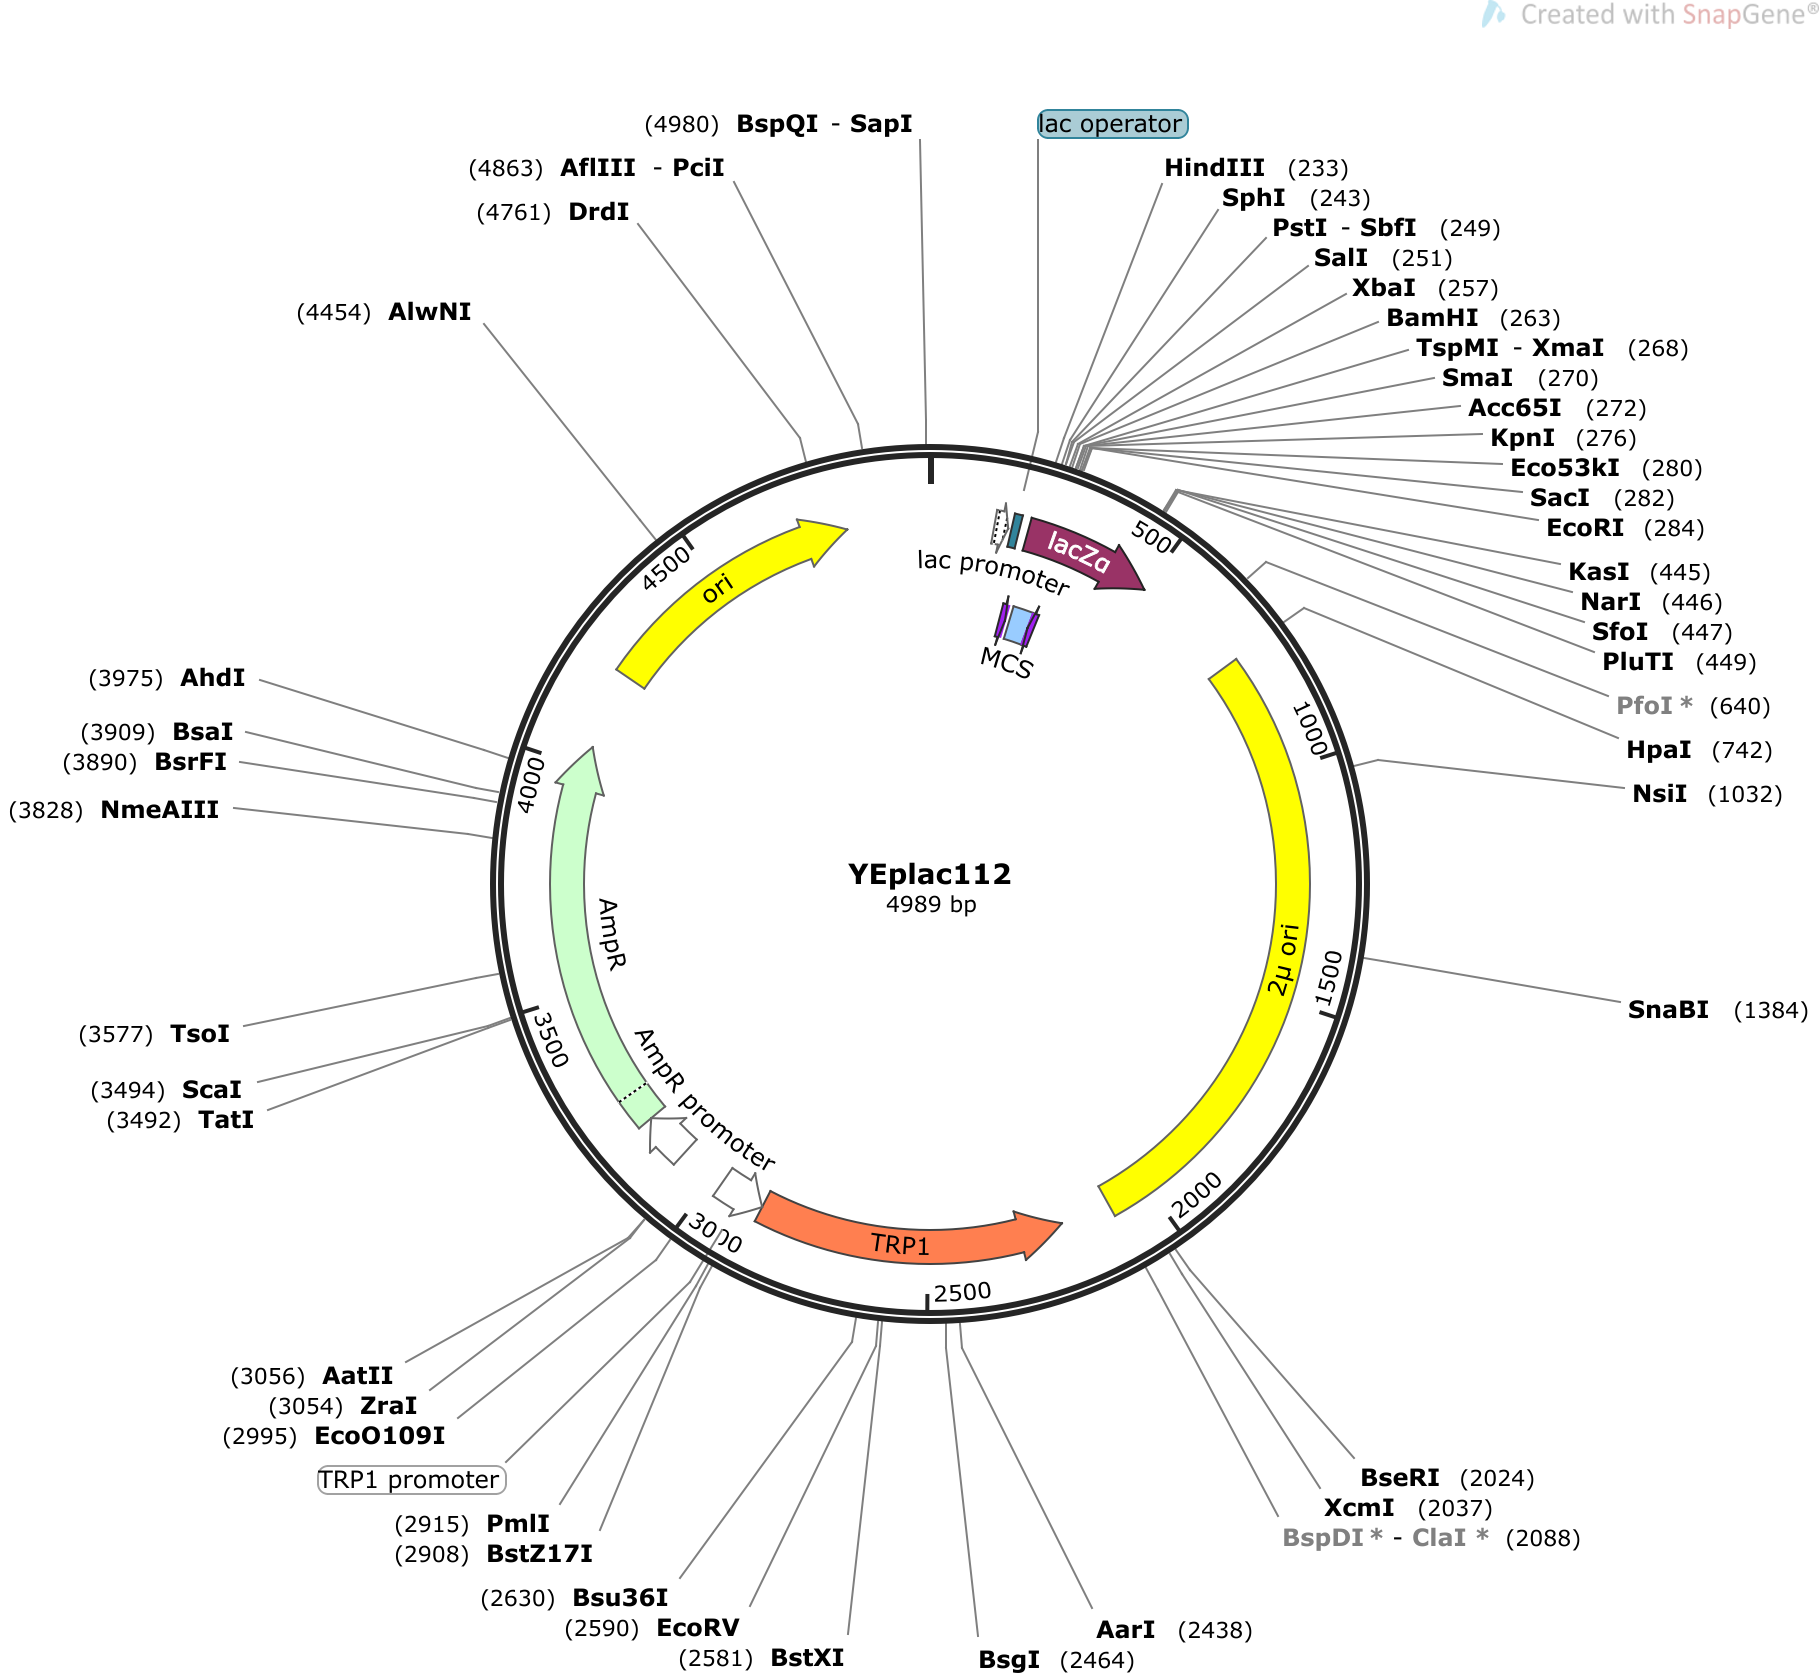 Created with SnapGene®
(4980) BspQI - SapI
lac operator
(4863) AflIII - PciI
(4761) DrdI
(4454) AlwNI
HindIII (233)
SphI (243)
PstI - SbfI (249)
SalI (251)
XbaI (257)
BamHI (263)
TspMI - XmaI (268)
SmaI (270)
Acc65I (272)
KpnI (276)
Eco53kI (280)
SacI (282)
EcoRI (284)
KasI (445)
NarI (446)
SfoI (447)
PluTI (449)
PfoI * (640)
HpaI (742)
NsiI (1032)
SnaBI (1384)
(3975) AhdI
(3909) BsaI
(3890) BsrFI
(3828) NmeAIII
(3577) TsoI
(3494) ScaI
(3492) TatI
500
1000
1500
2000
2500
3000
3500
4000
4500
ori
lac promoter
lacZα
MCS
2μ ori
YEplac112
4989 bp
AmpR
AmpR promoter
TRP1
(3056) AatII
(3054) ZraI
(2995) EcoO109I
TRP1 promoter
(2915) PmlI
(2908) BstZ17I
(2630) Bsu36I
(2590) EcoRV
(2581) BstXI
BseRI (2024)
XcmI (2037)
BspDI * - ClaI * (2088)
AarI (2438)
BsgI (2464)